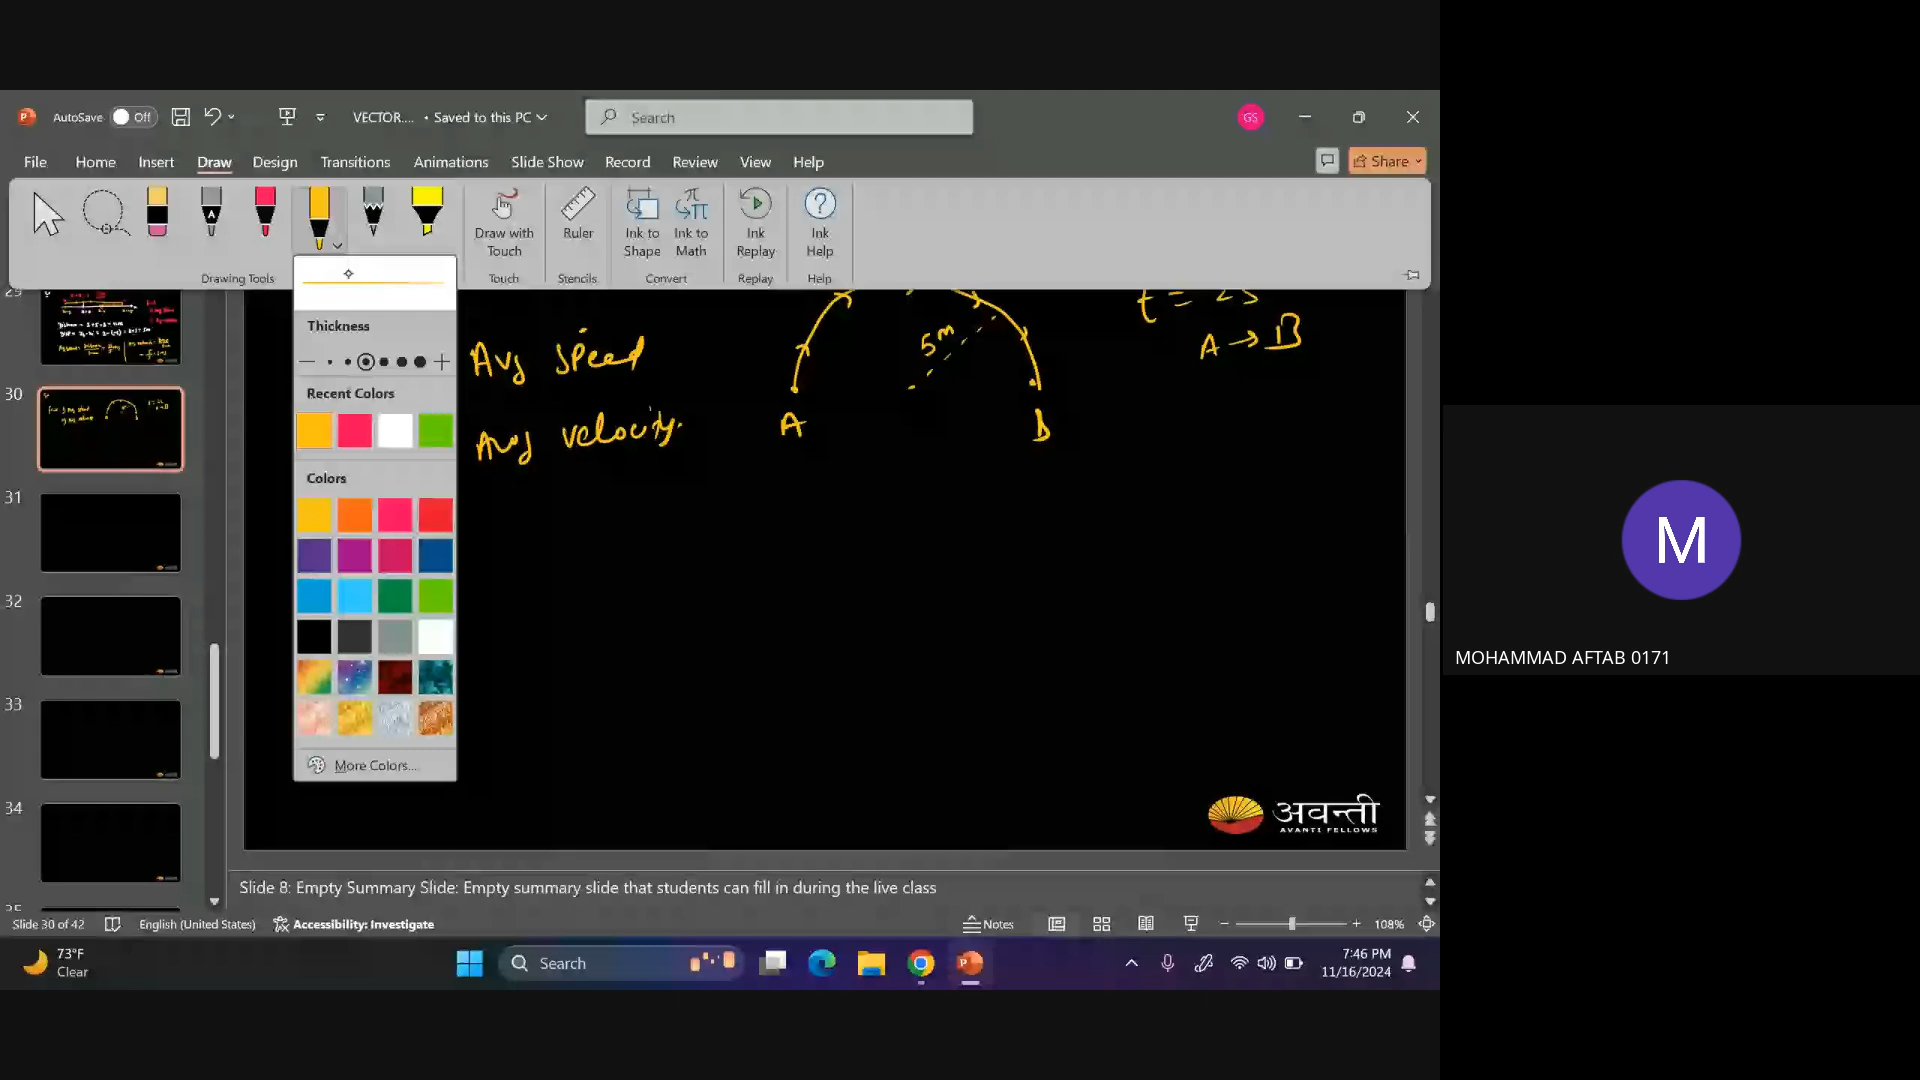 AutoSave Off VECTOR.... • Saved to this PC Search GS
File Home Insert Draw Design Transitions Animations Slide Show Record Review View Help Share
A
Draw with Touch Ruler Ink to Shape Ink to Math Ink Replay Ink Help
Drawing Tools Touch Stencils Convert Replay Help
Thickness
Recent Colors
Colors
More Colors...
29
30
31
32
33
34
t = 2s
A → B
5m
Avg speed
Avg velocity.
A B
अवन्ती
AVANTI FELLOWS
Slide 8: Empty Summary Slide: Empty summary slide that students can fill in during the live class
Slide 30 of 42 English (United States) Accessibility: Investigate Notes 108%
73°F
Clear
Search
7:46 PM
11/16/2024
M
MOHAMMAD AFTAB 0171